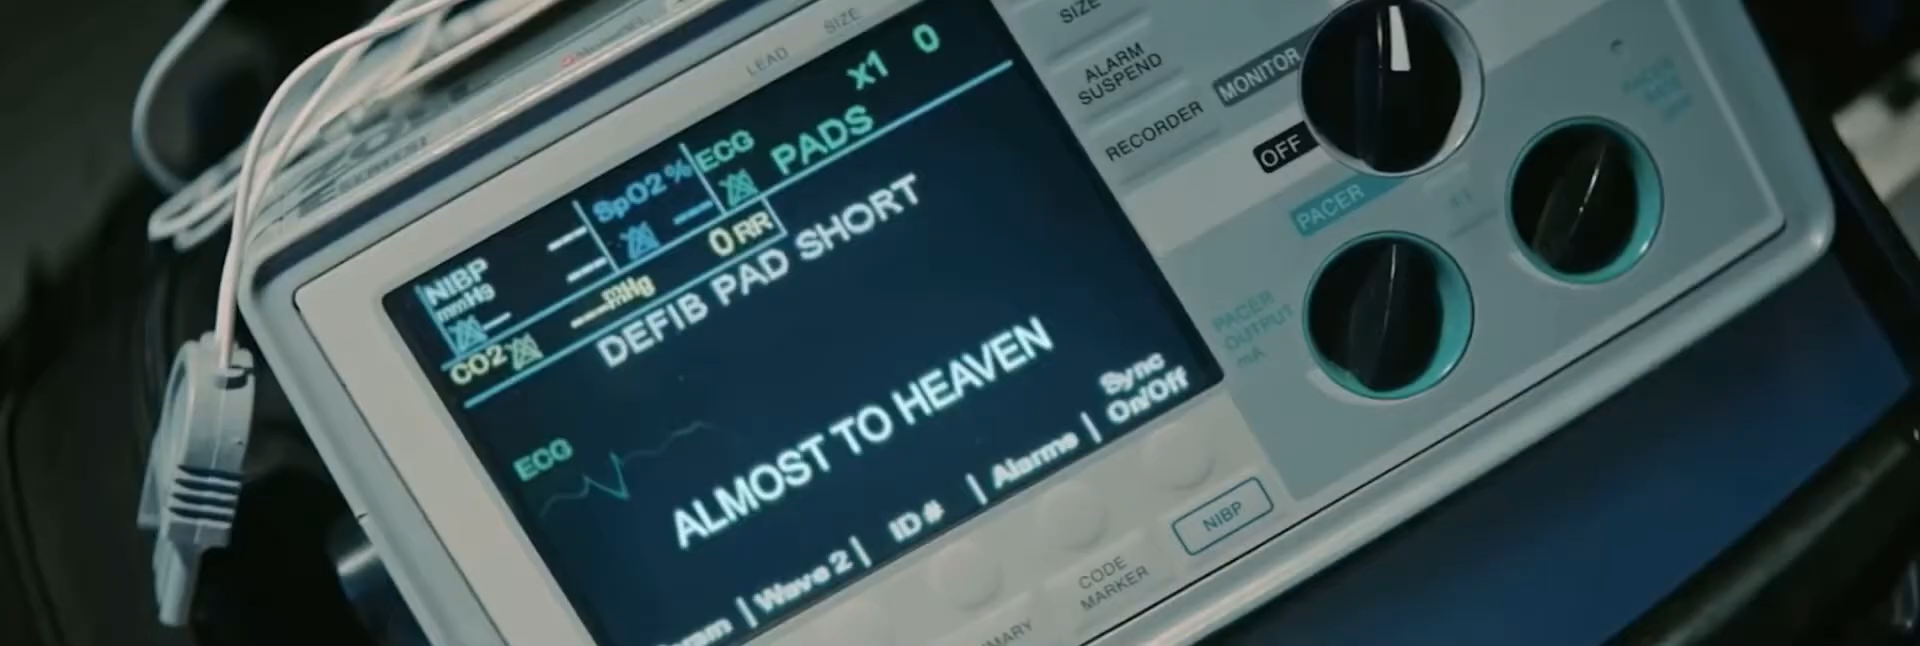 LEAD
SIZE
x1 0
SpO2 %
ECG
PADS
NIBP
mmHg
0 RR
mmHg
CO2
DEFIB PAD SHORT
ECG
ALMOST TO HEAVEN
Wave 2 | ID # | Alarms | Sync
On/Off
SIZE
ALARM
SUSPEND
RECORDER
MONITOR
OFF
PACER
PACER
OUTPUT
mA
NIBP
CODE
MARKER